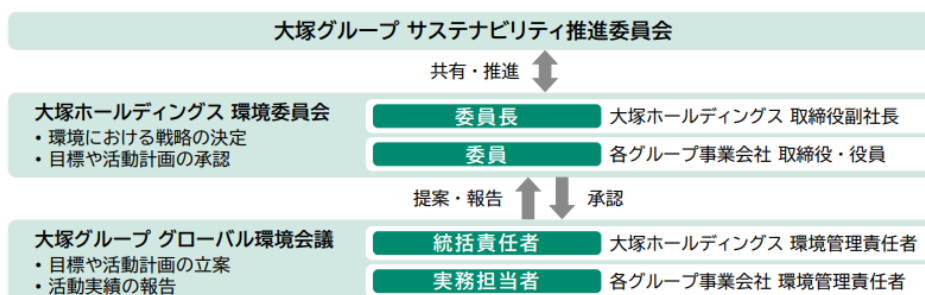 大塚グループ サステナビリティ推進委員会
共有・推進
大塚ホールディングス 環境委員会
• 環境における戦略の決定
• 目標や活動計画の承認
委員長 大塚ホールディングス 取締役副社長
委員 各グループ事業会社 取締役・役員
提案・報告 承認
大塚グループ グローバル環境会議
• 目標や活動計画の立案
• 活動実績の報告
統括責任者 大塚ホールディングス 環境管理責任者
実務担当者 各グループ事業会社 環境管理責任者